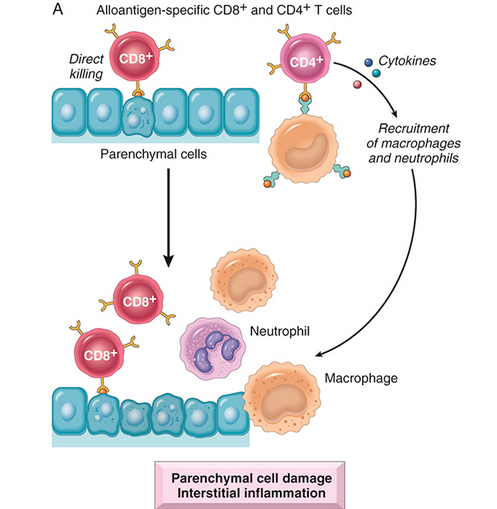 A
Alloantigen-specific CD8+ and CD4+ T cells
Direct
killing
CD8+
CD4+
Cytokines
Parenchymal cells
Recruitment
of macrophages
and neutrophils
CD8+
CD8+
Neutrophil
Macrophage
Parenchymal cell damage
Interstitial inflammation